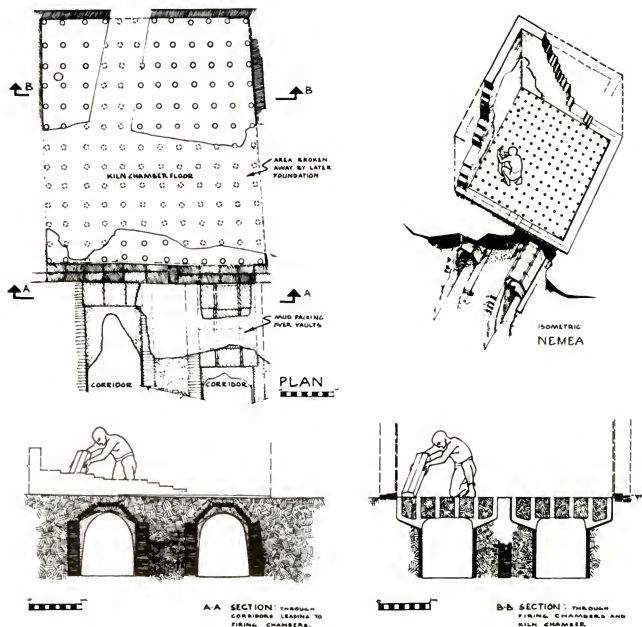 B
B
KILN CHAMBER FLOOR
AREA BROKEN
AWAY BY LATER
FOUNDATION
A
A
MUD PACKING
OVER VAULTS
CORRIDOR
CORRIDOR
PLAN
ISOMETRIC
NEMEA
A-A SECTION: THROUGH
CORRIDORS LEADING TO
FIRING CHAMBERS.
B-B SECTION: THROUGH
FIRING CHAMBERS AND
KILN CHAMBER